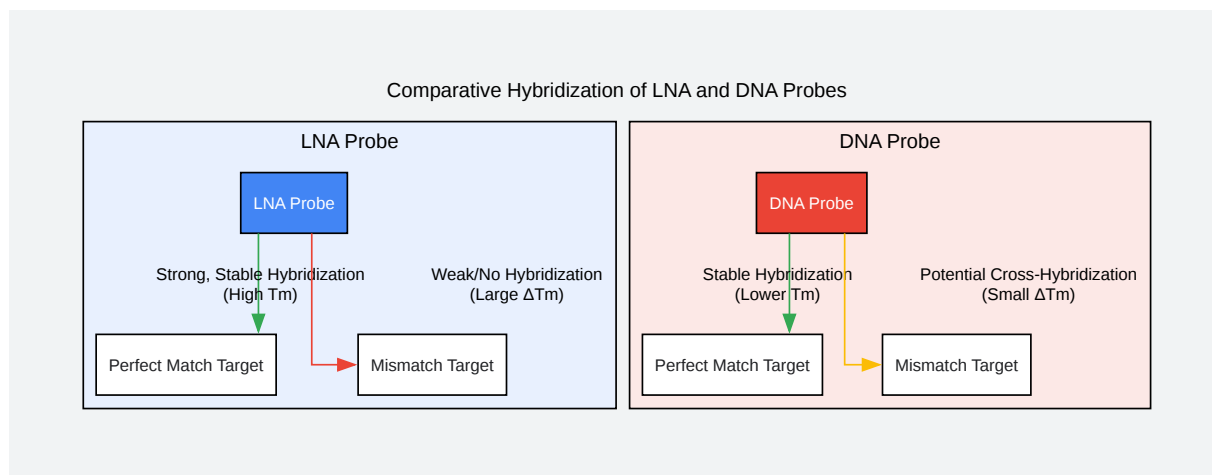 Comparative Hybridization of LNA and DNA Probes
LNA Probe
LNA Probe
Strong, Stable Hybridization
(High Tm)
Weak/No Hybridization
(Large ΔTm)
Perfect Match Target
Mismatch Target
DNA Probe
DNA Probe
Stable Hybridization
(Lower Tm)
Potential Cross-Hybridization
(Small ΔTm)
Perfect Match Target
Mismatch Target